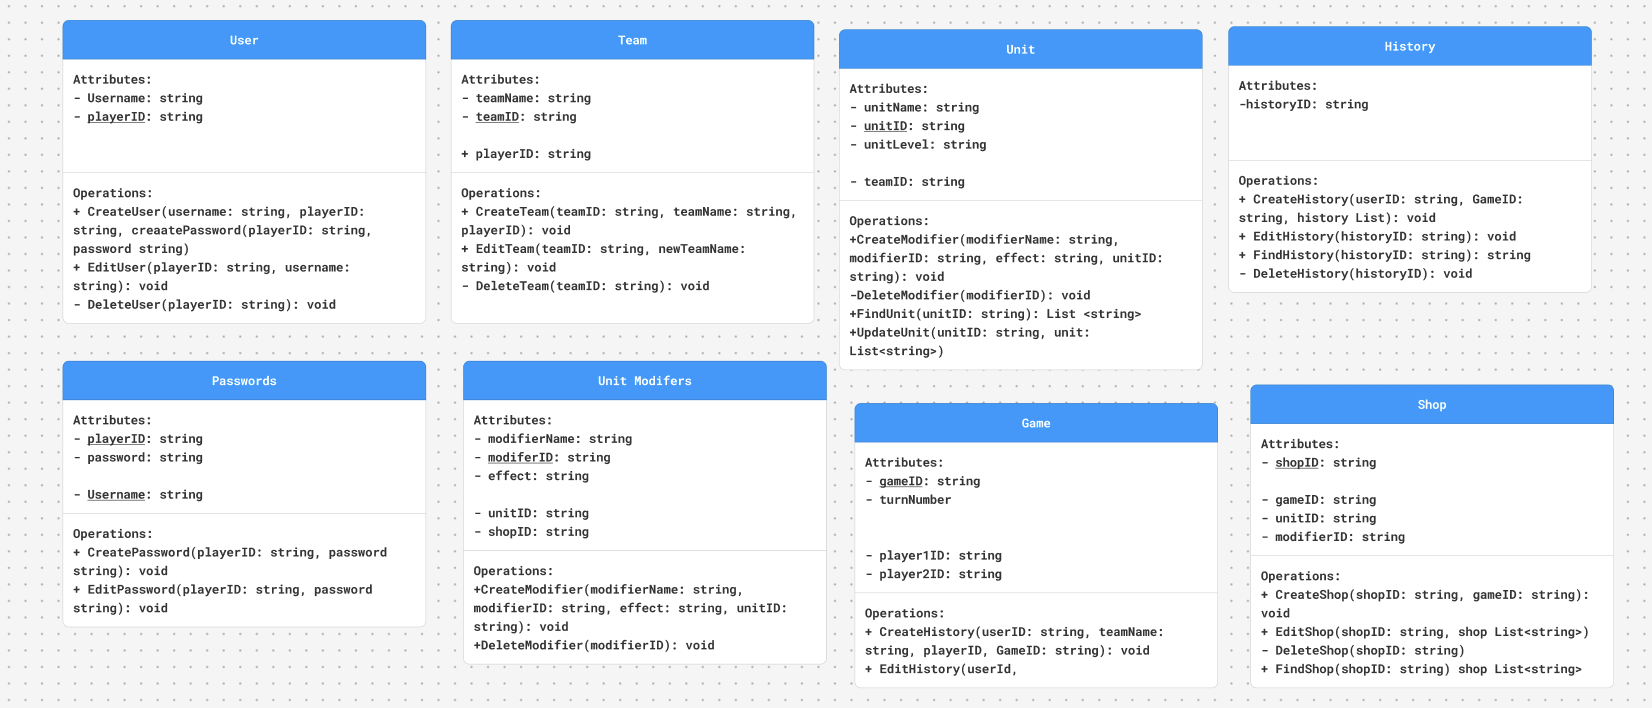 User
Attributes:
- Username: string
- playerID: string
Operations:
+ CreateUser(username: string, playerID:
string, creaatePassword(playerID: string,
password string)
+ EditUser(playerID: string, username:
string): void
- DeleteUser(playerID: string): void
Team
Attributes:
- teamName: string
- teamID: string
+ playerID: string
Operations:
+ CreateTeam(teamID: string, teamName: string,
playerID): void
+ EditTeam(teamID: string, newTeamName:
string): void
- DeleteTeam(teamID: string): void
Unit
Attributes:
- unitName: string
- unitID: string
- unitLevel: string
- teamID: string
Operations:
+CreateModifier(modifierName: string,
modifierID: string, effect: string, unitID:
string): void
-DeleteModifier(modifierID): void
+FindUnit(unitID: string): List <string>
+UpdateUnit(unitID: string, unit:
List<string>)
History
Attributes:
-historyID: string
Operations:
+ CreateHistory(userID: string, GameID:
string, history List): void
+ EditHistory(historyID: string): void
+ FindHistory(historyID: string): string
- DeleteHistory(historyID): void
Passwords
Attributes:
- playerID: string
- password: string
- Username: string
Operations:
+ CreatePassword(playerID: string, password
string): void
+ EditPassword(playerID: string, password
string): void
Unit Modifers
Attributes:
- modifierName: string
- modiferID: string
- effect: string
- unitID: string
- shopID: string
Operations:
+CreateModifier(modifierName: string,
modifierID: string, effect: string, unitID:
string): void
+DeleteModifier(modifierID): void
Game
Attributes:
- gameID: string
- turnNumber
- player1ID: string
- player2ID: string
Operations:
+ CreateHistory(userID: string, teamName:
string, playerID, GameID: string): void
+ EditHistory(userId,
Shop
Attributes:
- shopID: string
- gameID: string
- unitID: string
- modifierID: string
Operations:
+ CreateShop(shopID: string, gameID: string):
void
+ EditShop(shopID: string, shop List<string>)
- DeleteShop(shopID: string)
+ FindShop(shopID: string) shop List<string>